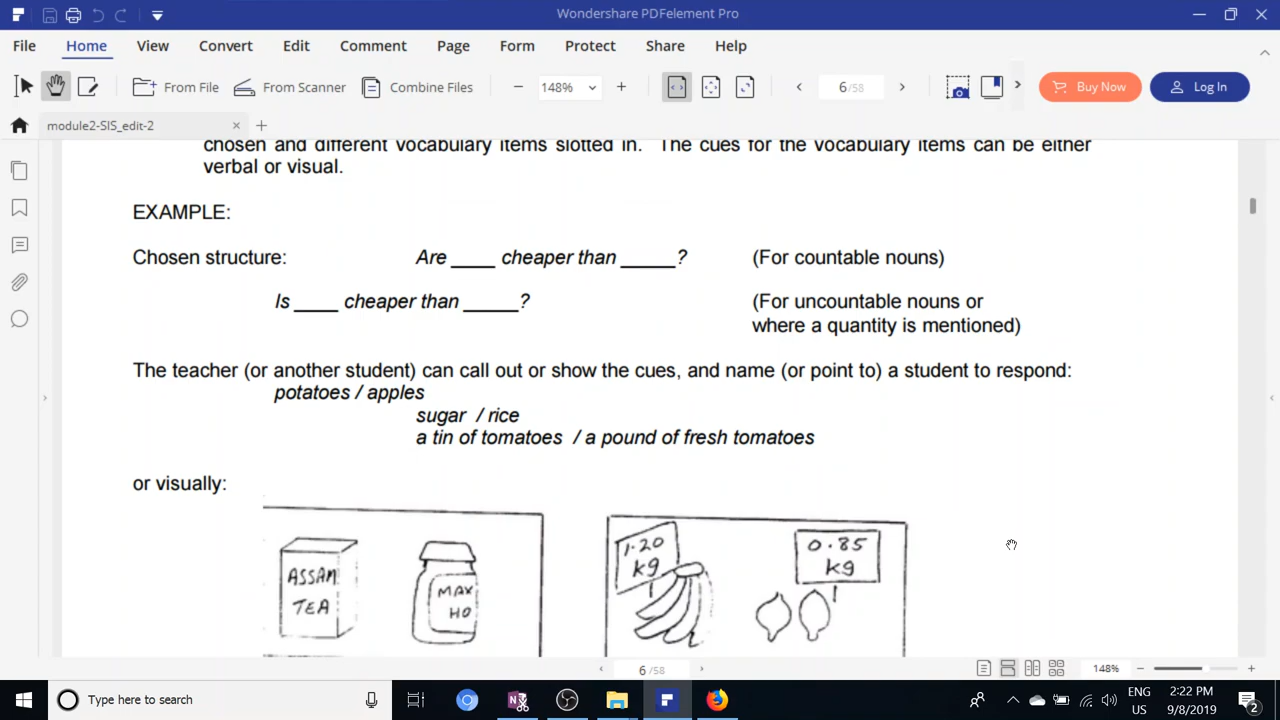 Wondershare PDFelement Pro
File Home View Convert Edit Comment Page Form Protect Share Help
From File From Scanner Combine Files 148% 6/58 Buy Now Log In
module2-SIS_edit-2
chosen and different vocabulary items slotted in. The cues for the vocabulary items can be either
verbal or visual.
EXAMPLE:
Chosen structure: Are ____ cheaper than _____? (For countable nouns)
Is ____ cheaper than _____? (For uncountable nouns or
where a quantity is mentioned)
The teacher (or another student) can call out or show the cues, and name (or point to) a student to respond:
potatoes / apples
sugar / rice
a tin of tomatoes / a pound of fresh tomatoes
or visually:
ASSAM
TEA
MAX
HO
1.20
kg
0.85
kg
6 /58 148%
Type here to search
ENG
US
2:22 PM
9/8/2019
2